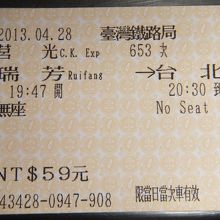 2013.04.28 臺灣鐵路局
莒 光 C.K. Exp 653 次
瑞芳 Ruifang →台 北
19:47 開 20:30 到
無座 No Seat
NT$59元
43428-0947-908 限當日當次車有效